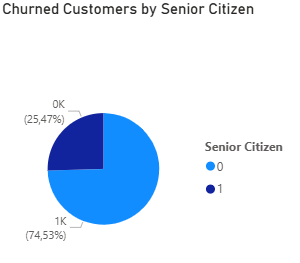 Churned Customers by Senior Citizen
0K
(25,47%)
Senior Citizen
0
1
1K
(74,53%)